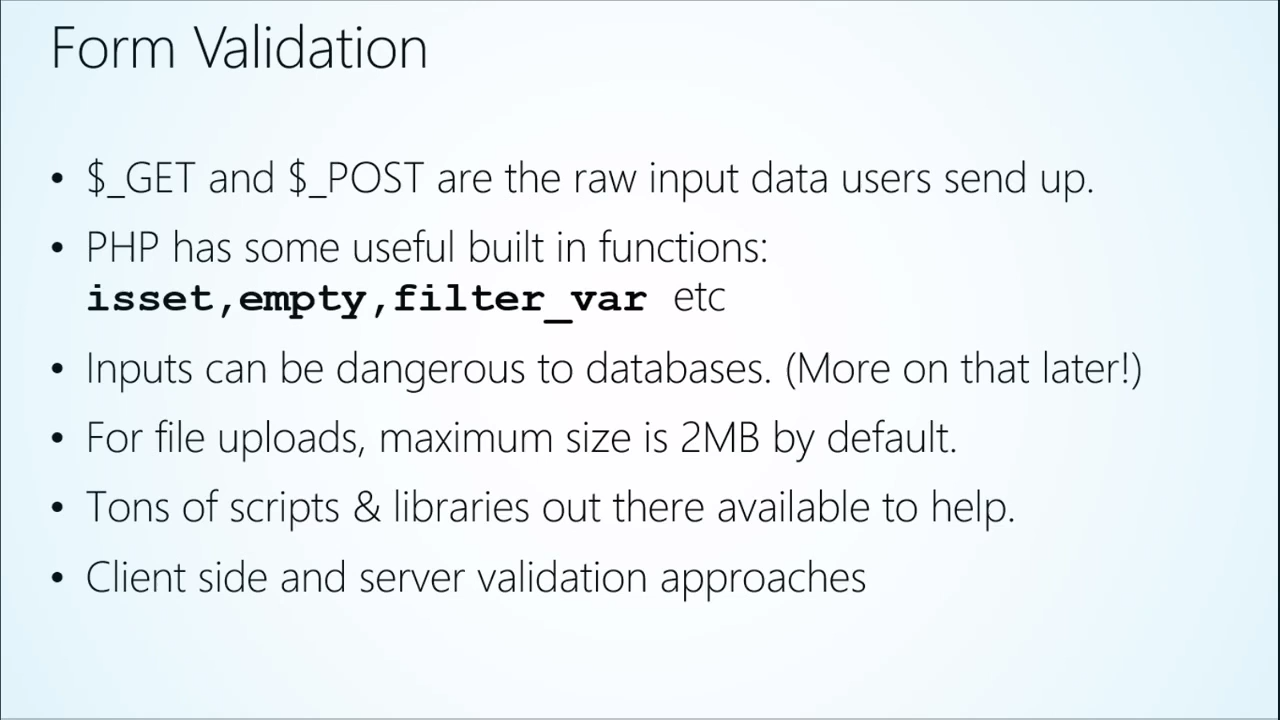 Form Validation
• $_GET and $_POST are the raw input data users send up.
• PHP has some useful built in functions:
isset,empty,filter_var etc
• Inputs can be dangerous to databases. (More on that later!)
• For file uploads, maximum size is 2MB by default.
• Tons of scripts & libraries out there available to help.
• Client side and server validation approaches